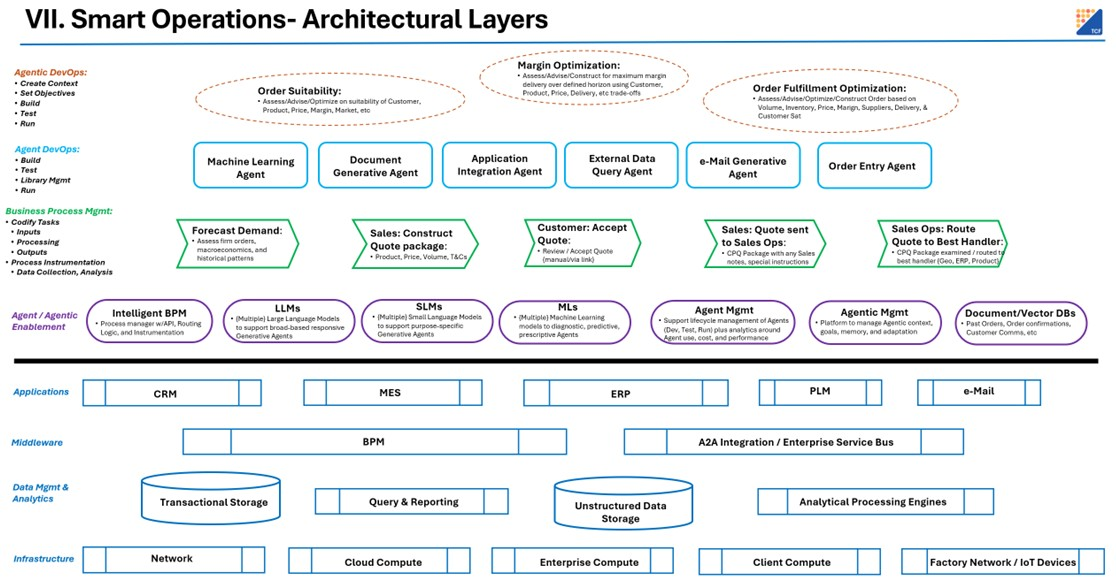 VII. Smart Operations- Architectural Layers
TCF
Agentic DevOps:
• Create Context
• Set Objectives
• Build
• Test
• Run
Order Suitability:
• Assess/Advise/Optimize on suitability of Customer,
Product, Price, Margin, Market, etc
Margin Optimization:
• Assess/Advise/Construct for maximum margin
delivery over defined horizon using Customer,
Product, Price, Delivery, etc trade-offs
Order Fulfillment Optimization:
• Assess/Advise/Optimize/Construct Order based on
Volume, Inventory, Price, Marign, Suppliers, Delivery, &
Customer Sat
Agent DevOps:
• Build
• Test
• Library Mgmt
• Run
Machine Learning
Agent
Document
Generative Agent
Application
Integration Agent
External Data
Query Agent
e-Mail Generative
Agent
Order Entry Agent
Business Process Mgmt:
• Codify Tasks
• Inputs
• Processing
• Outputs
• Process Instrumentation
• Data Collection, Analysis
Forecast Demand:
• Assess firm orders,
macroeconomics, and
historical patterns
Sales: Construct
Quote package:
• Product, Price, Volume, T&Cs
Customer: Accept
Quote:
• Review / Accept Quote
(manual/via link)
Sales: Quote sent
to Sales Ops:
• CPQ Package with any Sales
notes, special instructions
Sales Ops: Route
Quote to Best Handler:
• CPQ Package examined / routed to
best handler (Geo, ERP, Product)
Agent / Agentic
Enablement
Intelligent BPM
• Process manager w/API, Routing
Logic, and Instrumentation
LLMs
• (Multiple) Large Language Models
to support broad-based responsive
Generative Agents
SLMs
• (Multiple) Small Language Models
to support purpose-specific
Generative Agents
MLs
• (Multiple) Machine Learning
models to diagnostic, predictive,
prescriptive Agents
Agent Mgmt
• Support lifecycle management of Agents
(Dev, Test, Run) plus analytics around
Agent use, cost, and performance
Agentic Mgmt
• Platform to manage Agentic context,
goals, memory, and adaptation
Document/Vector DBs
• Past Orders, Order confirmations,
Customer Comms, etc
Applications
CRM
MES
ERP
PLM
e-Mail
Middleware
BPM
A2A Integration / Enterprise Service Bus
Data Mgmt &
Analytics
Transactional Storage
Query & Reporting
Unstructured Data
Storage
Analytical Processing Engines
Infrastructure
Network
Cloud Compute
Enterprise Compute
Client Compute
Factory Network / IoT Devices